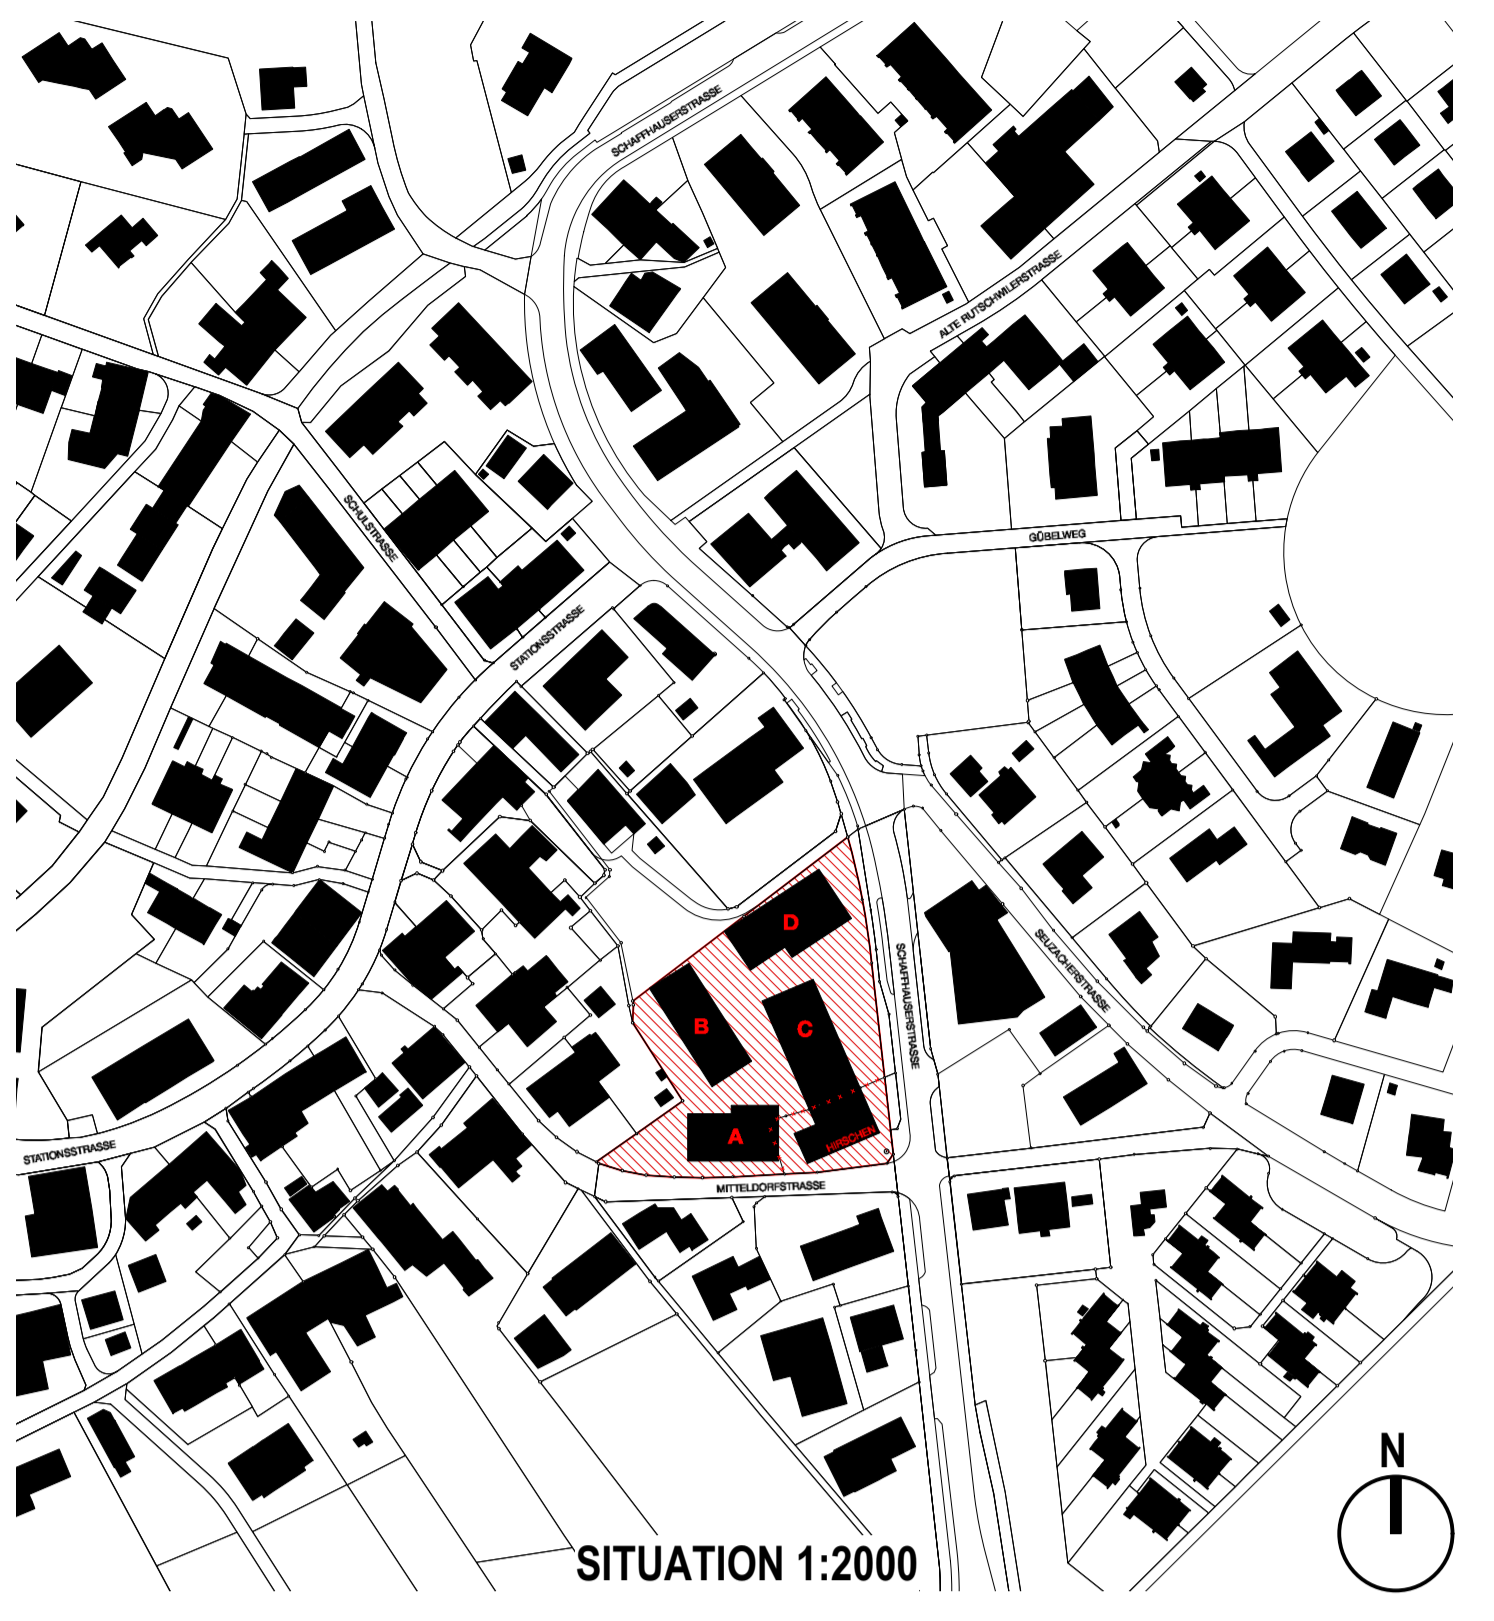 SCHAFFHAUSERSTRASSE
ALTE RUTSCHWILERSTRASSE
SCHULSTRASSE
GÜBELWEG
STATIONSSTRASSE
D
SCHAFFHAUSERSTRASSE
SEUZACHERSTRASSE
B
C
A
HIRSCHEN
STATIONSSTRASSE
MITTELDORFSTRASSE
N
SITUATION 1:2000